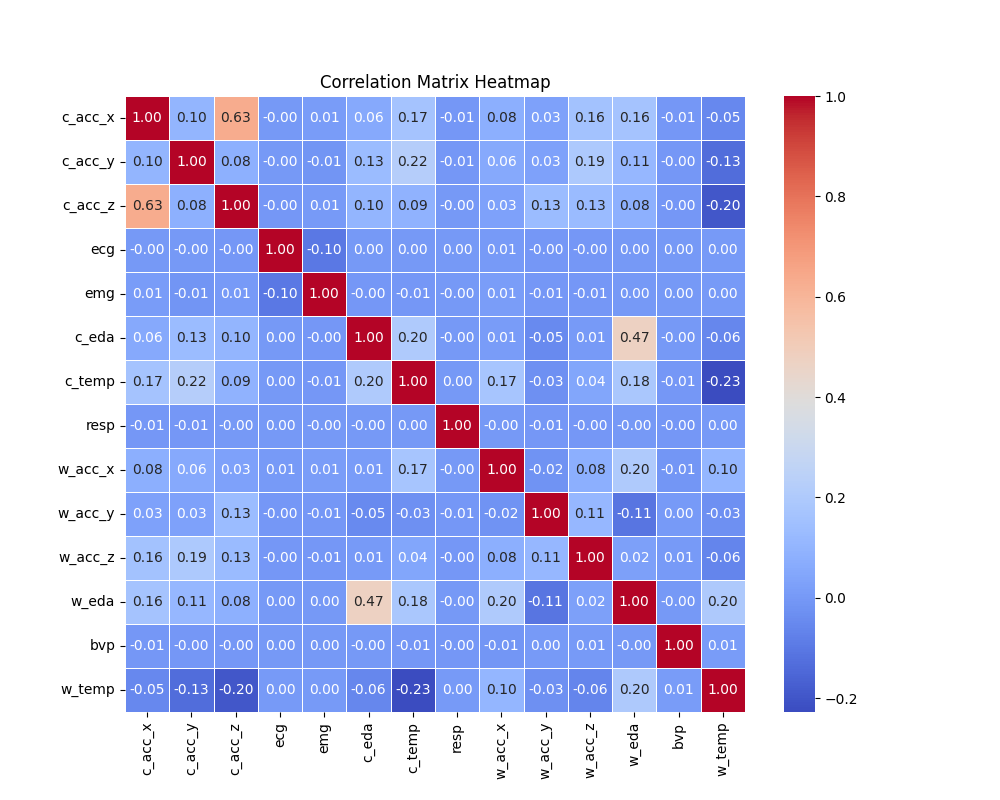 Correlation Matrix Heatmap
c_acc_x 1.00 0.10 0.63 -0.00 0.01 0.06 0.17 -0.01 0.08 0.03 0.16 0.16 -0.01 -0.05
c_acc_y 0.10 1.00 0.08 -0.00 -0.01 0.13 0.22 -0.01 0.06 0.03 0.19 0.11 -0.00 -0.13
c_acc_z 0.63 0.08 1.00 -0.00 0.01 0.10 0.09 -0.00 0.03 0.13 0.13 0.08 -0.00 -0.20
ecg -0.00 -0.00 -0.00 1.00 -0.10 0.00 0.00 0.00 0.01 -0.00 -0.00 0.00 0.00 0.00
emg 0.01 -0.01 0.01 -0.10 1.00 -0.00 -0.01 -0.00 0.01 -0.01 -0.01 0.00 0.00 0.00
c_eda 0.06 0.13 0.10 0.00 -0.00 1.00 0.20 -0.00 0.01 -0.05 0.01 0.47 -0.00 -0.06
c_temp 0.17 0.22 0.09 0.00 -0.01 0.20 1.00 0.00 0.17 -0.03 0.04 0.18 -0.01 -0.23
resp -0.01 -0.01 -0.00 0.00 -0.00 -0.00 0.00 1.00 -0.00 -0.01 -0.00 -0.00 -0.00 0.00
w_acc_x 0.08 0.06 0.03 0.01 0.01 0.01 0.17 -0.00 1.00 -0.02 0.08 0.20 -0.01 0.10
w_acc_y 0.03 0.03 0.13 -0.00 -0.01 -0.05 -0.03 -0.01 -0.02 1.00 0.11 -0.11 0.00 -0.03
w_acc_z 0.16 0.19 0.13 -0.00 -0.01 0.01 0.04 -0.00 0.08 0.11 1.00 0.02 0.01 -0.06
w_eda 0.16 0.11 0.08 0.00 0.00 0.47 0.18 -0.00 0.20 -0.11 0.02 1.00 -0.00 0.20
bvp -0.01 -0.00 -0.00 0.00 0.00 -0.00 -0.01 -0.00 -0.01 0.00 0.01 -0.00 1.00 0.01
w_temp -0.05 -0.13 -0.20 0.00 0.00 -0.06 -0.23 0.00 0.10 -0.03 -0.06 0.20 0.01 1.00
c_acc_x c_acc_y c_acc_z ecg emg c_eda c_temp resp w_acc_x w_acc_y w_acc_z w_eda bvp w_temp
1.0
0.8
0.6
0.4
0.2
0.0
−0.2